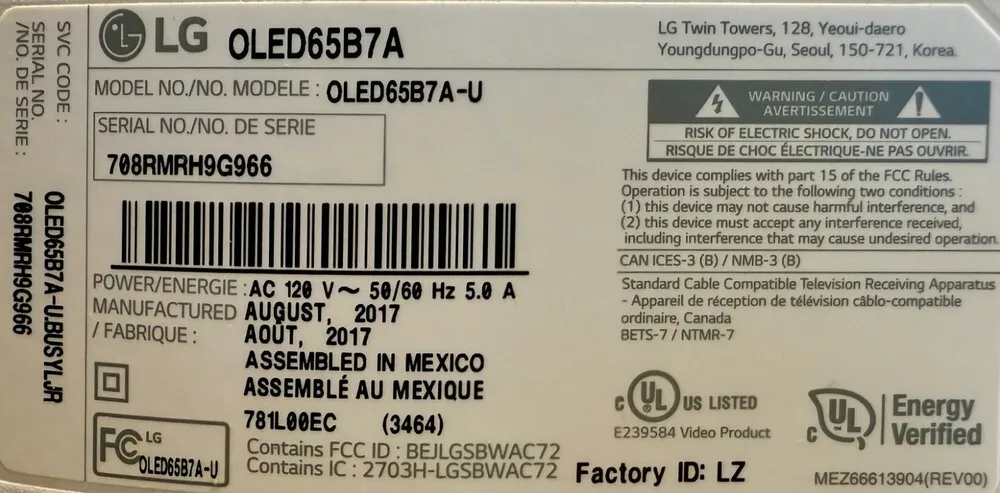 SVC CODE : OLED65B7A-U.BUSYLJR
SERIAL NO.
/NO. DE SERIE : 708RMRH9G966
LG OLED65B7A
MODEL NO./NO. MODELE : OLED65B7A-U
SERIAL NO./NO. DE SERIE
708RMRH9G966
POWER/ENERGIE : AC 120 V~ 50/60 Hz 5.0 A
MANUFACTURED AUGUST, 2017
/ FABRIQUE : AOÛT, 2017
ASSEMBLED IN MEXICO
ASSEMBLÉ AU MEXIQUE
781L00EC (3464)
FC LG
OLED65B7A-U
Contains FCC ID : BEJLGSBWAC72
Contains IC : 2703H-LGSBWAC72
Factory ID: LZ
LG Twin Towers, 128, Yeoui-daero
Youngdungpo-Gu, Seoul, 150-721, Korea.
WARNING / CAUTION
AVERTISSEMENT
RISK OF ELECTRIC SHOCK, DO NOT OPEN.
RISQUE DE CHOC ÉLECTRIQUE-NE PAS OUVRIR.
This device complies with part 15 of the FCC Rules.
Operation is subject to the following two conditions :
(1) this device may not cause harmful interference, and
(2) this device must accept any interference received,
including interference that may cause undesired operation.
CAN ICES-3 (B) / NMB-3 (B)
Standard Cable Compatible Television Receiving Apparatus
- Appareil de réception de télévision câblo-compatible
ordinaire, Canada
BETS-7 / NTMR-7
c UL US LISTED
E239584 Video Product
c UL Energy
Verified
MEZ66613904(REV00)